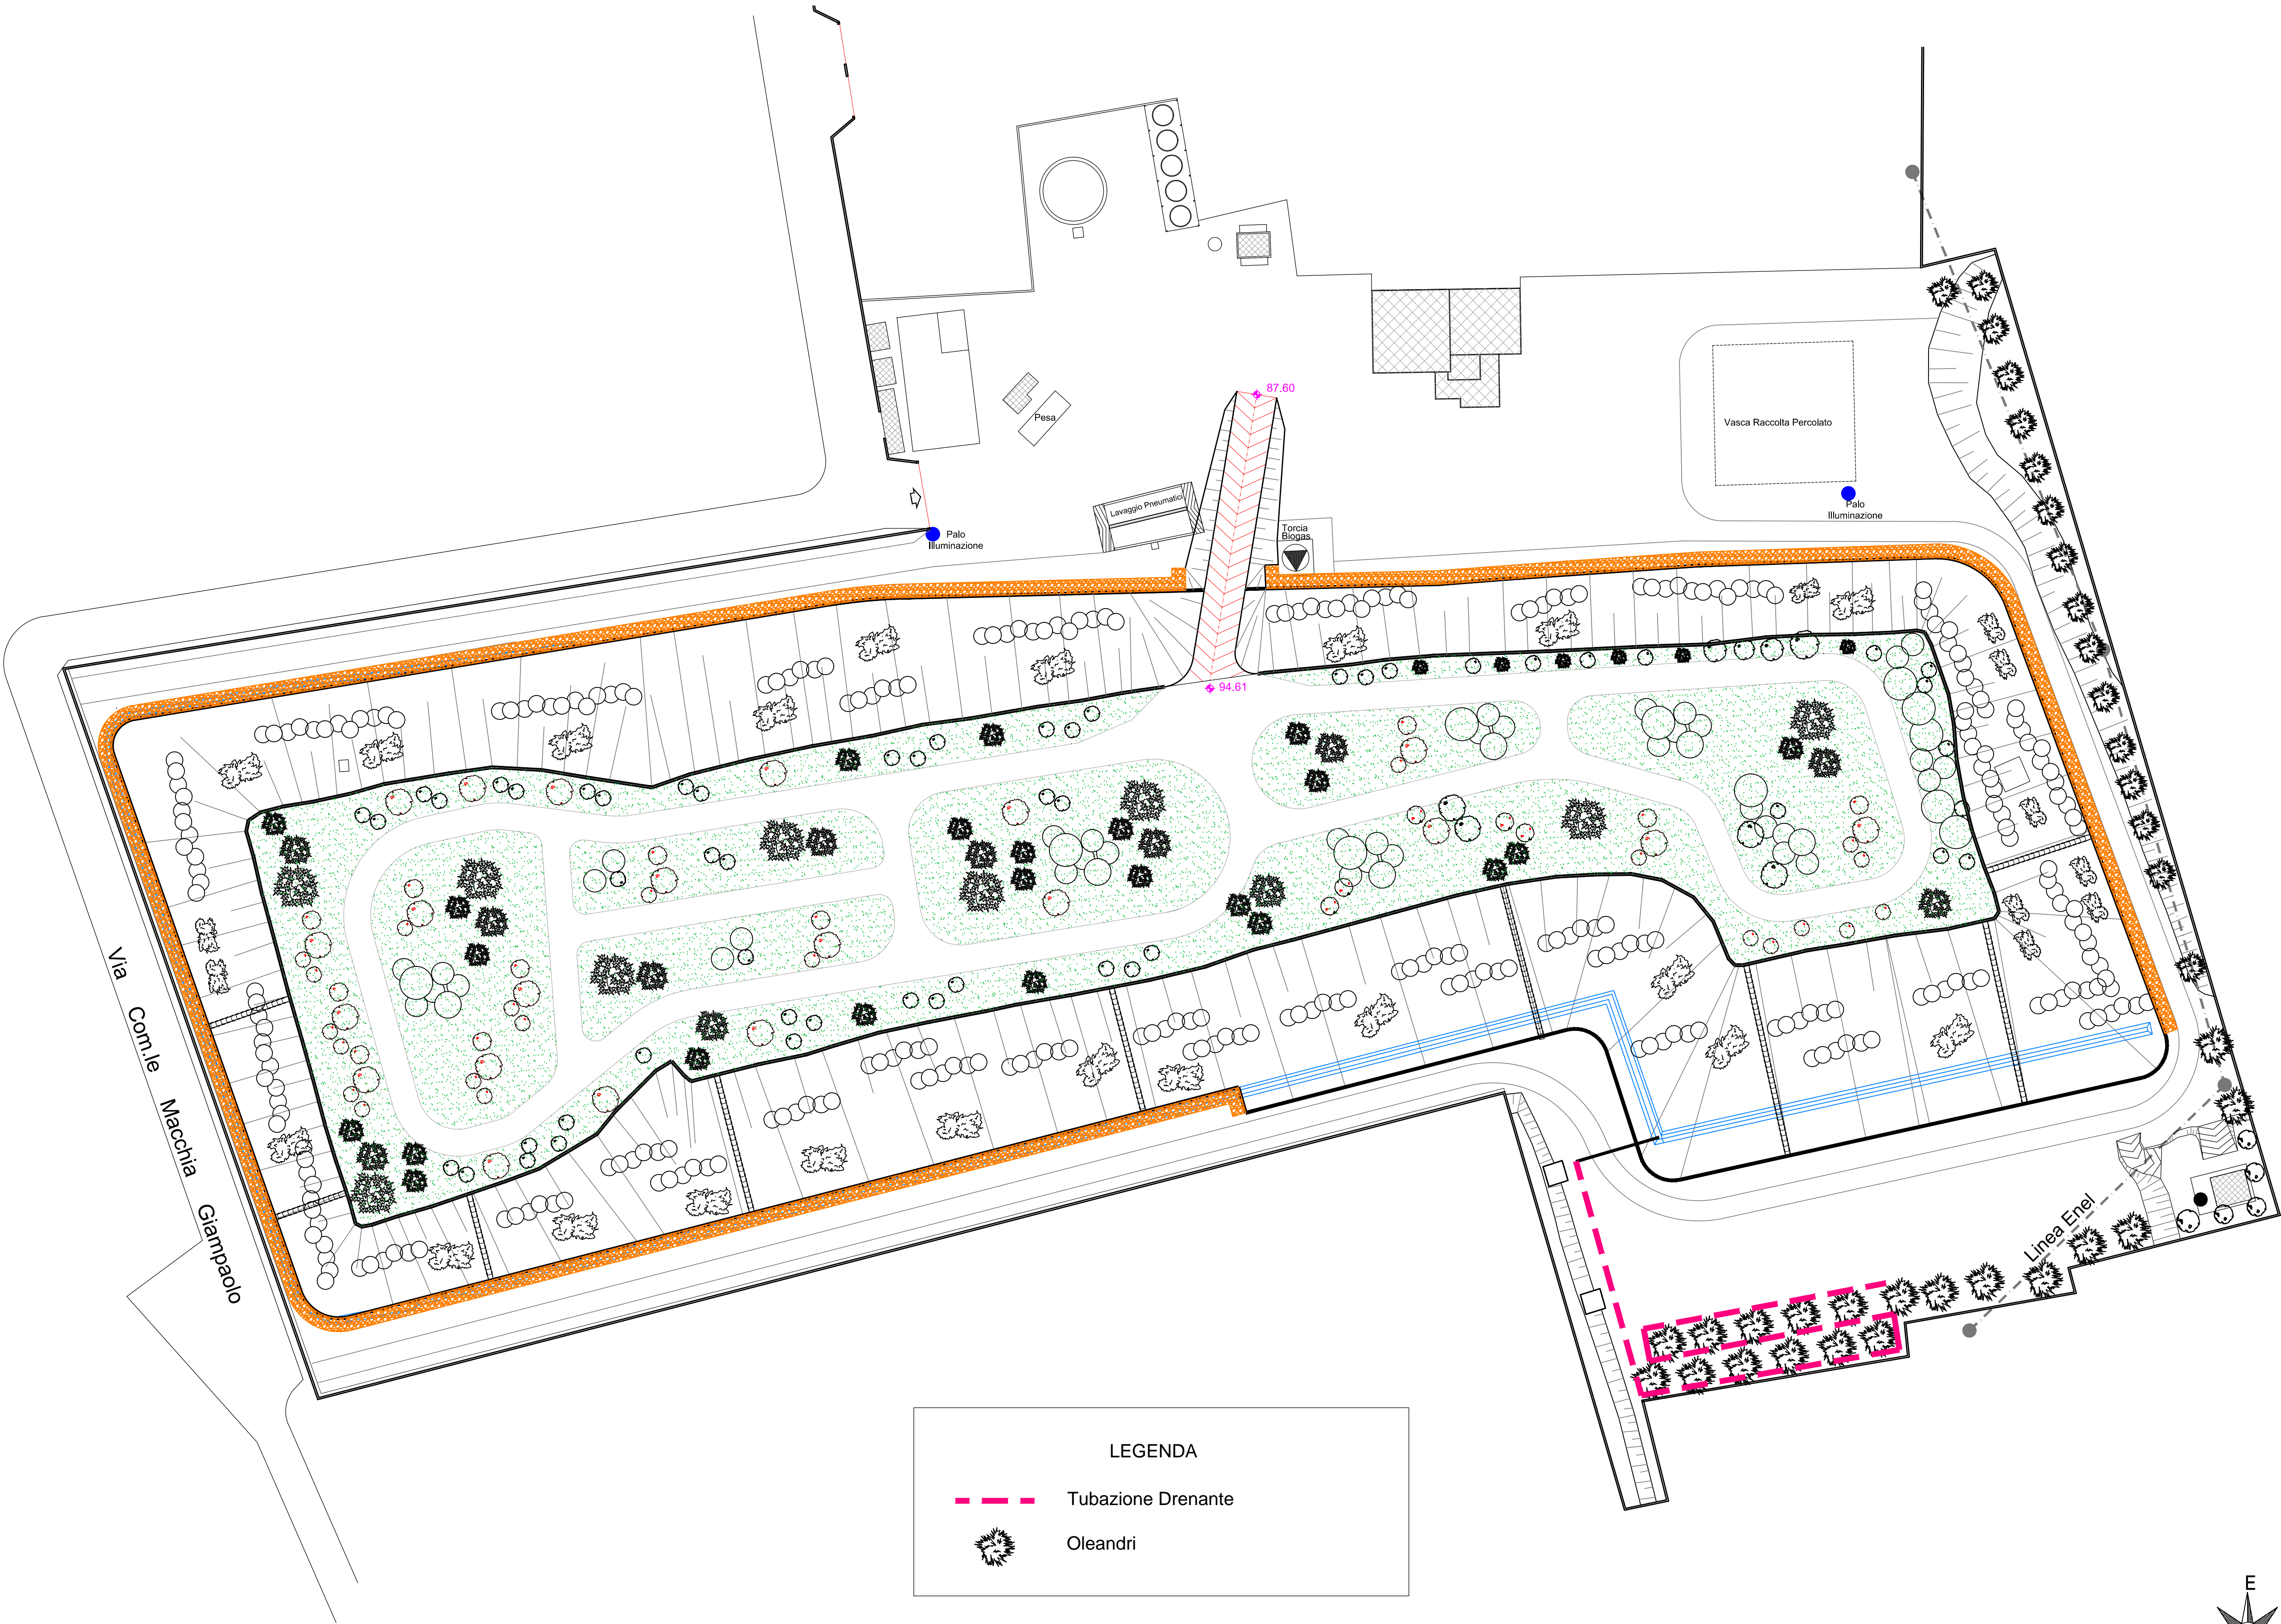 87.60
Pesa
Vasca Raccolta Percolato
Lavaggio Pneumatici
Palo
Illuminazione
Torcia
Biogas
Palo
Illuminazione
94.61
Via Com.le Macchia Giampaolo
Linea Enel
LEGENDA
Tubazione Drenante
Oleandri
E